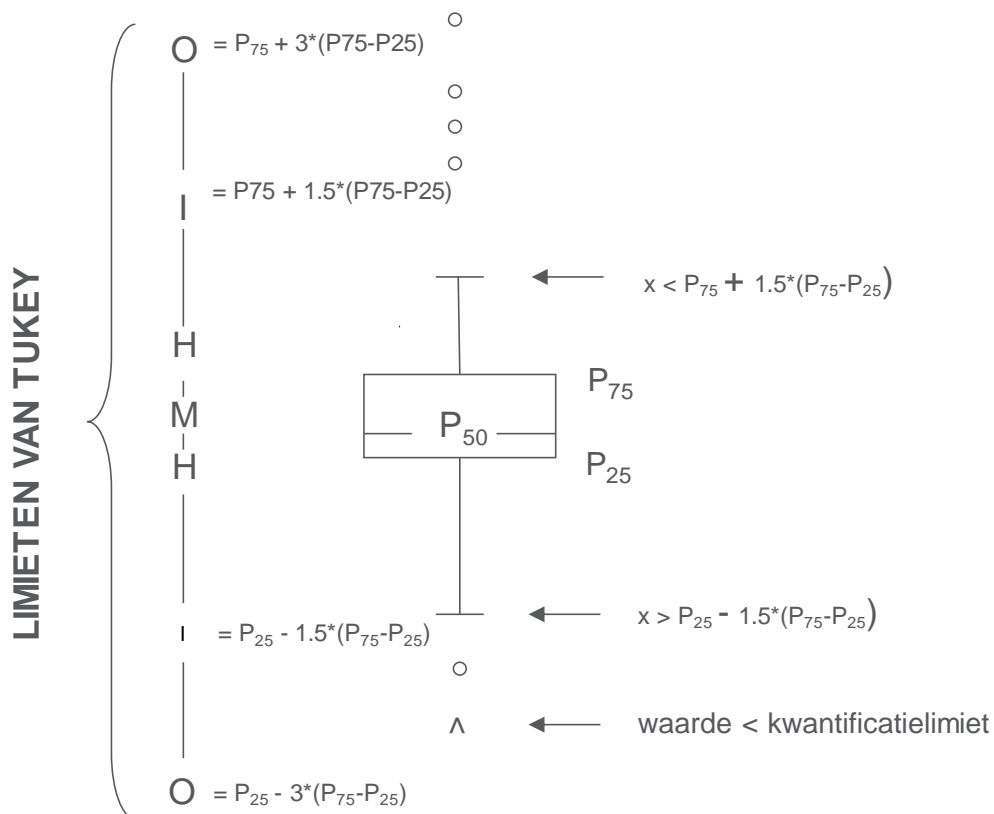 LIMIETEN VAN TUKEY
O = P75 + 3*(P75-P25)
I = P75 + 1.5*(P75-P25)
x < P75 + 1.5*(P75-P25)
H
P75
M
P50
H
P25
x > P25 - 1.5*(P75-P25)
I = P25 - 1.5*(P75-P25)
^ waarde < kwantificatielimiet
O = P25 - 3*(P75-P25)